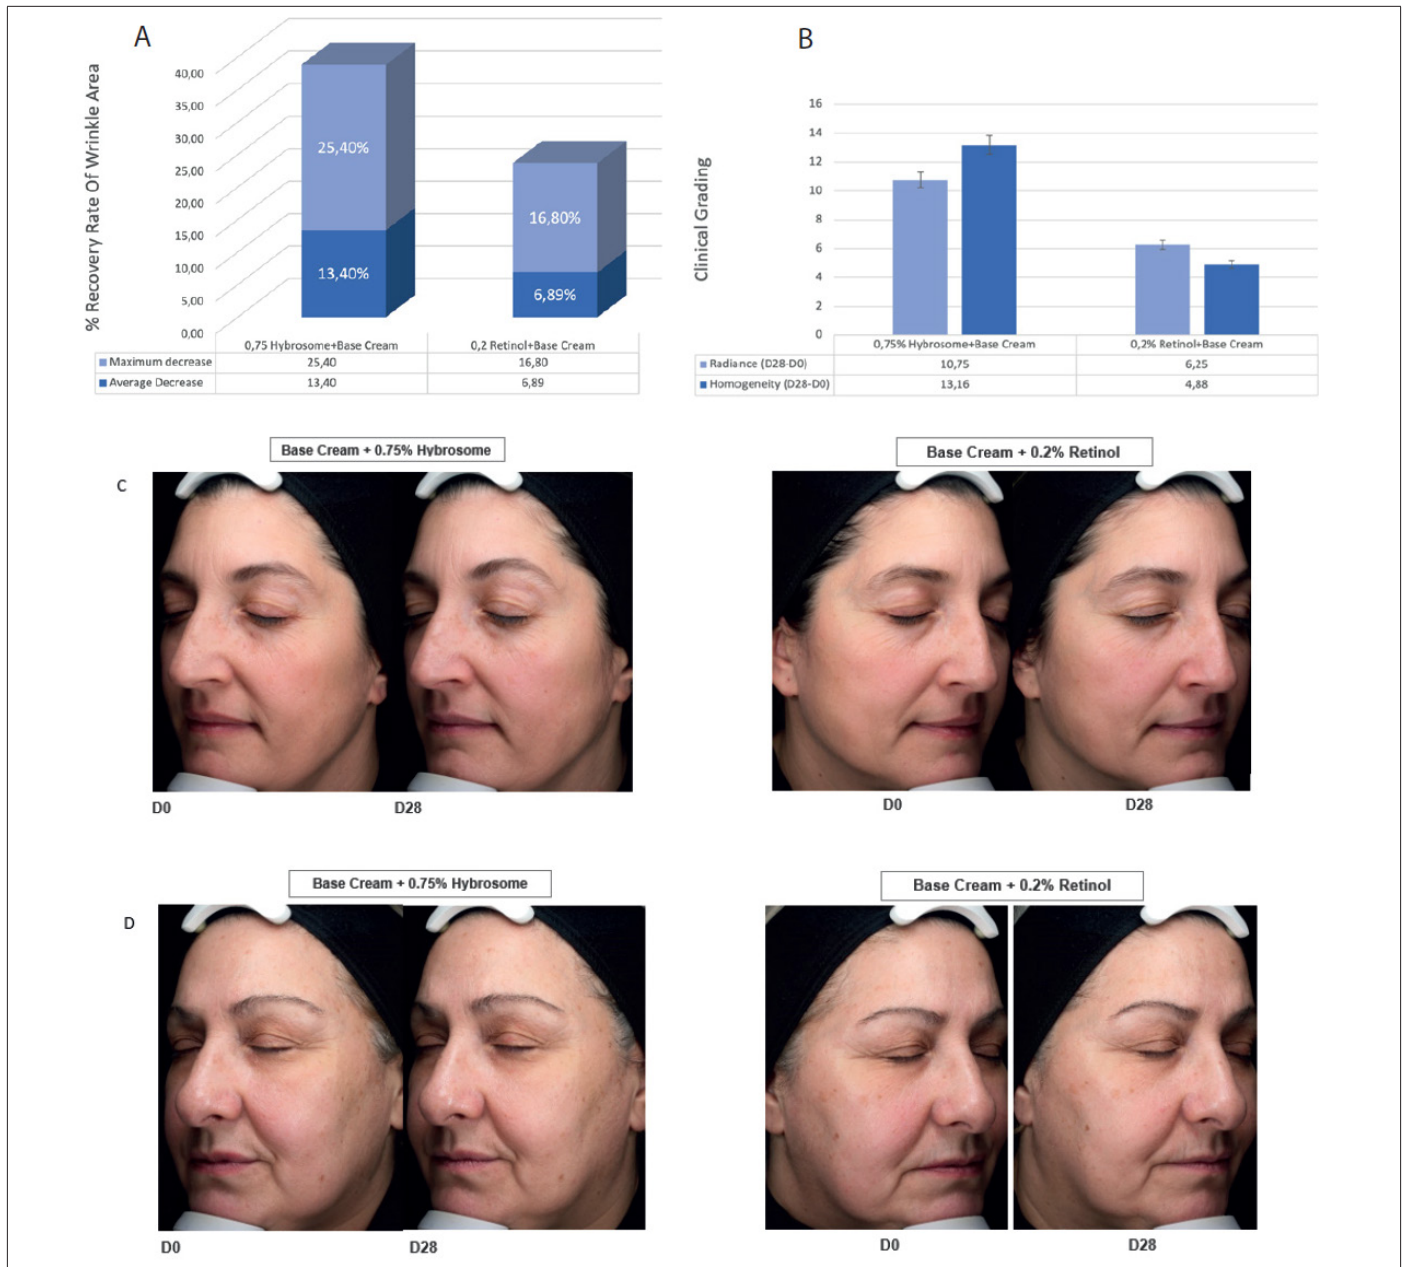 A
% Recovery Rate Of Wrinkle Area
40,00
35,00
30,00
25,00
20,00
15,00
10,00
5,00
0,00
25,40%
13,40%
16,80%
6,89%
0,75 Hybrosome+Base Cream 0,2 Retinol+Base Cream
Maximum decrease 25,40 16,80
Average Decrease 13,40 6,89
B
Clinical Grading
16
14
12
10
8
6
4
2
0
0,75% Hybrosome+Base Cream 0,2% Retinol+Base Cream
Radiance (D28-D0) 10,75 6,25
Homogeneity (D28-D0) 13,16 4,88
Base Cream + 0.75% Hybrosome
Base Cream + 0.2% Retinol
C
D0 D28
D0 D28
Base Cream + 0.75% Hybrosome
Base Cream + 0.2% Retinol
D
D0 D28
D0 D28